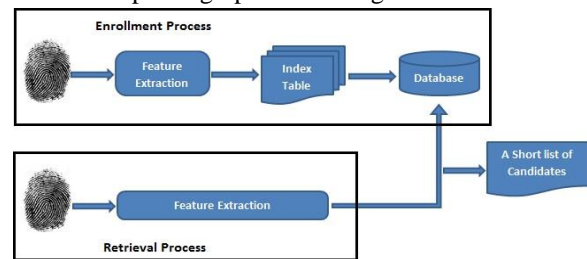 Enrollment Process
Feature
Extraction
Index
Table
Database
A Short list of
Candidates
Feature Extraction
Retrieval Process